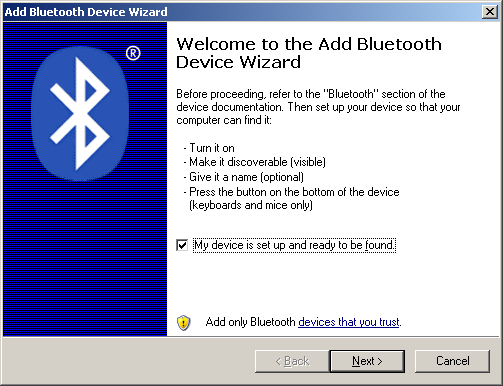 Add Bluetooth Device Wizard
®
Welcome to the Add Bluetooth
Device Wizard
Before proceeding, refer to the "Bluetooth" section of the
device documentation. Then set up your device so that your
computer can find it:
- Turn it on
- Make it discoverable (visible)
- Give it a name (optional)
- Press the button on the bottom of the device
(keyboards and mice only)
My device is set up and ready to be found.
Add only Bluetooth devices that you trust.
< Back
Next >
Cancel